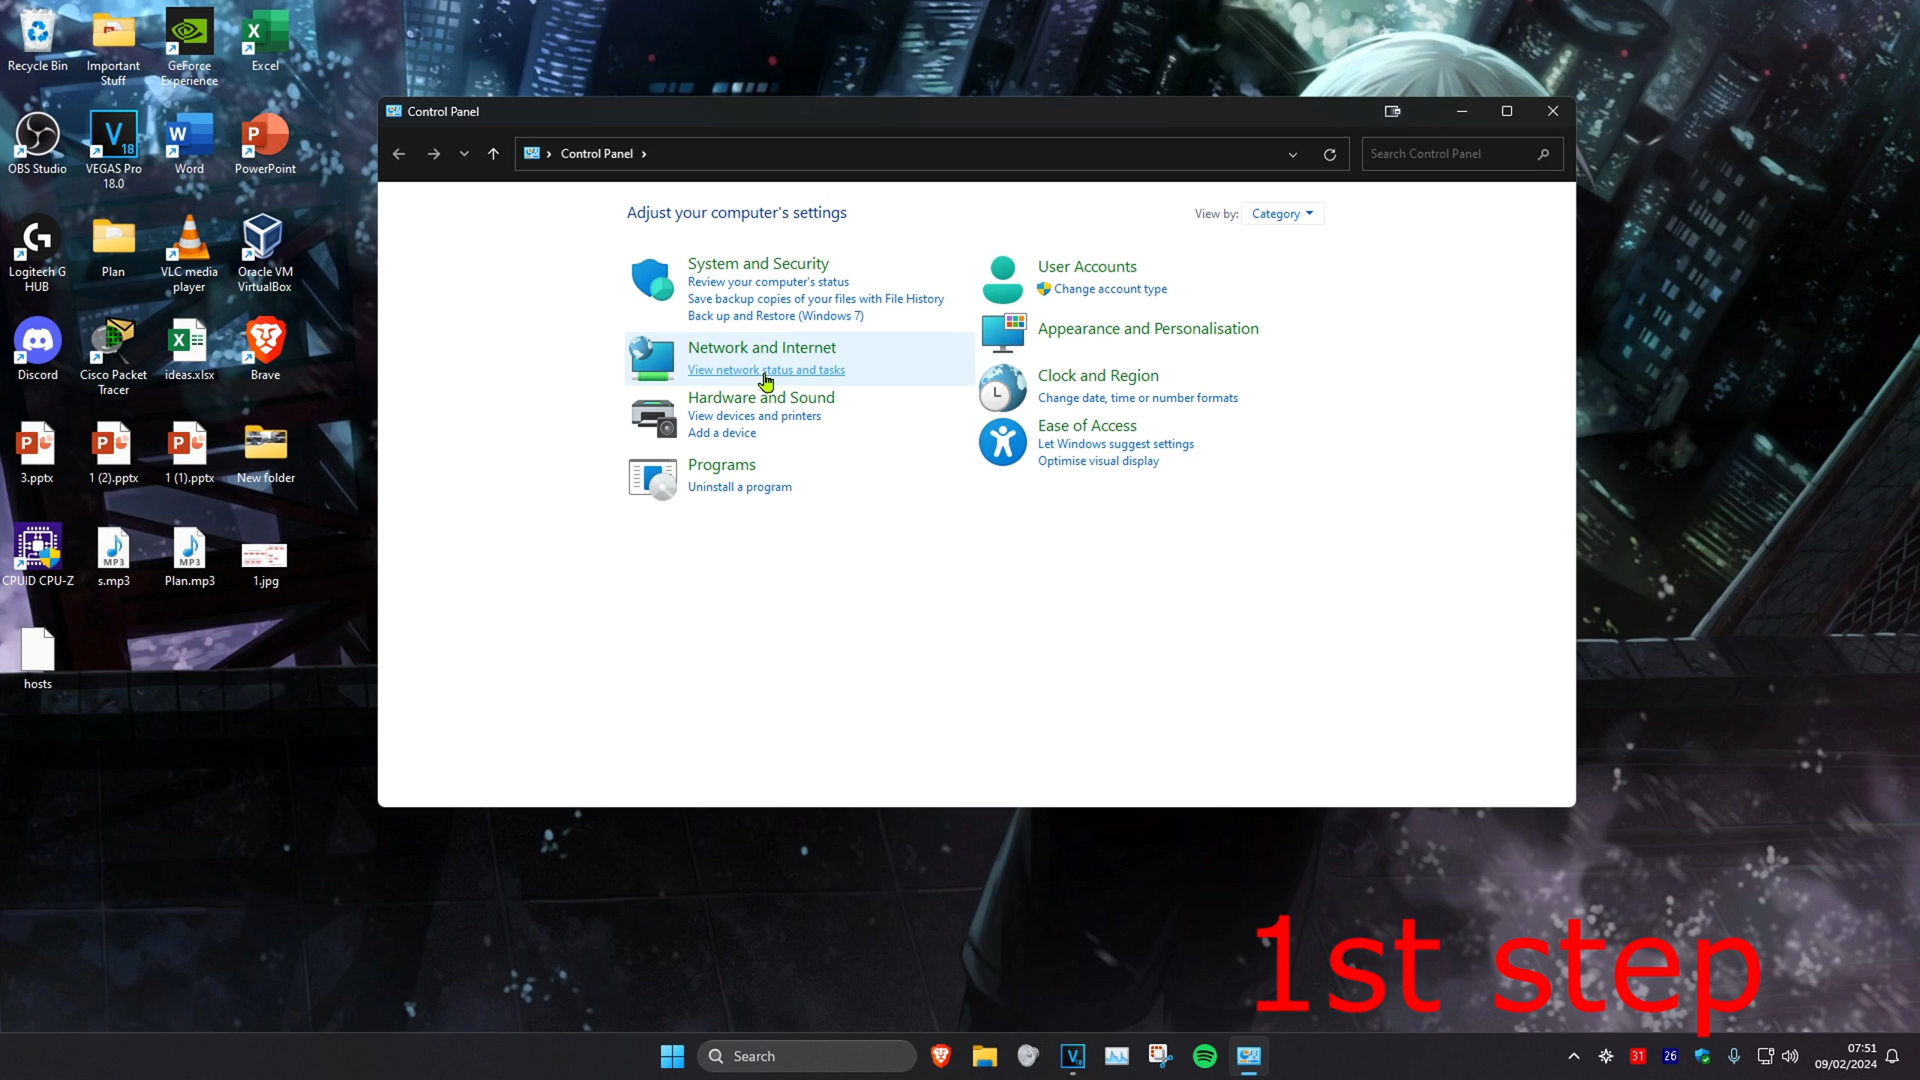 Recycle Bin
Important
Stuff
GeForce
Experience
Excel
OBS Studio
VEGAS Pro
18.0
Word
PowerPoint
Logitech G
HUB
Plan
VLC media
player
Oracle VM
VirtualBox
Discord
Cisco Packet
Tracer
ideas.xlsx
Brave
3.pptx
1 (2).pptx
1 (1).pptx
New folder
CPUID CPU-Z
s.mp3
Plan.mp3
1.jpg
hosts
V
18
MP3
MP3
Control Panel
Control Panel
Search Control Panel
Adjust your computer's settings
View by: Category
System and Security
Review your computer's status
Save backup copies of your files with File History
Back up and Restore (Windows 7)
Network and Internet
View network status and tasks
Hardware and Sound
View devices and printers
Add a device
Programs
Uninstall a program
User Accounts
Change account type
Appearance and Personalisation
Clock and Region
Change date, time or number formats
Ease of Access
Let Windows suggest settings
Optimise visual display
1st step
Search
31
26
07:51
09/02/2024